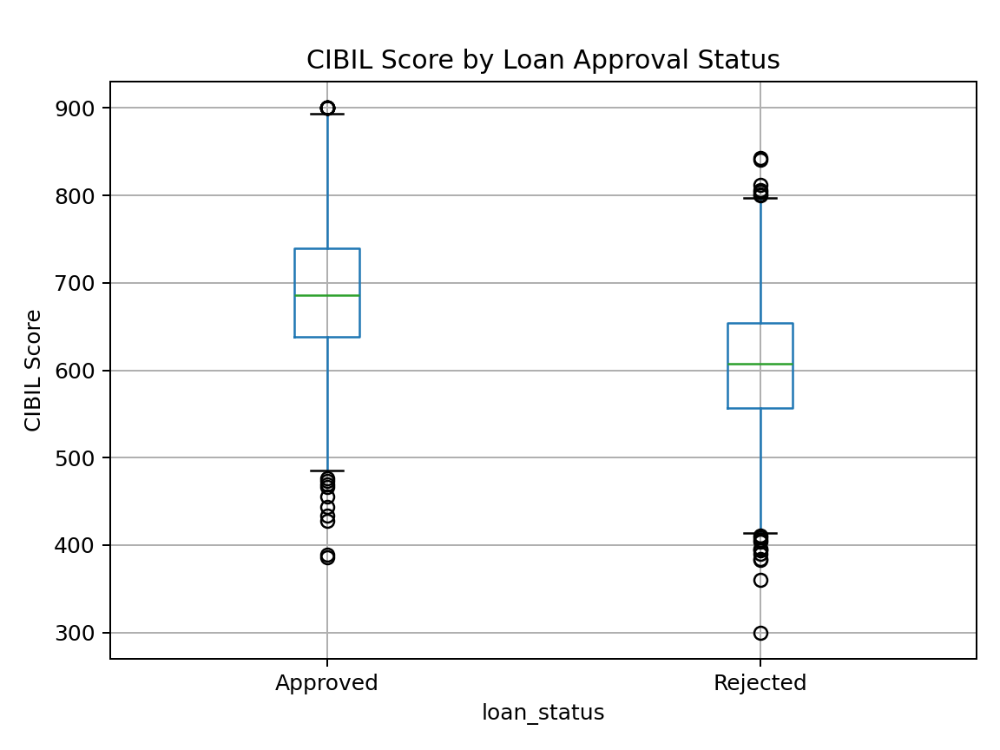 CIBIL Score by Loan Approval Status
CIBIL Score
900
800
700
600
500
400
300
Approved
Rejected
loan_status